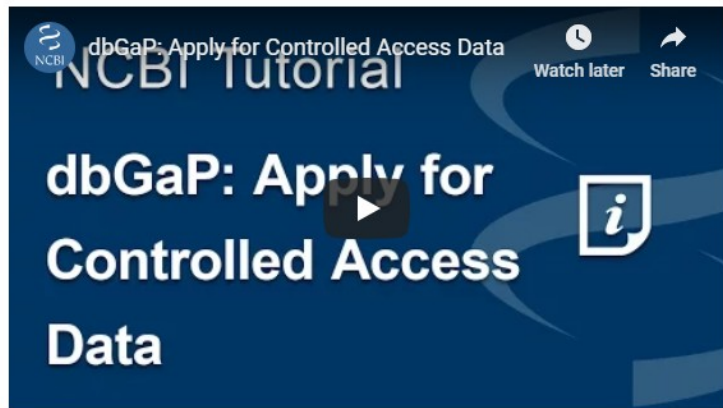 NCBI
dbGaP: Apply for Controlled Access Data
Watch later
Share
NCBI Tutorial
dbGaP: Apply for
Controlled Access
Data
i